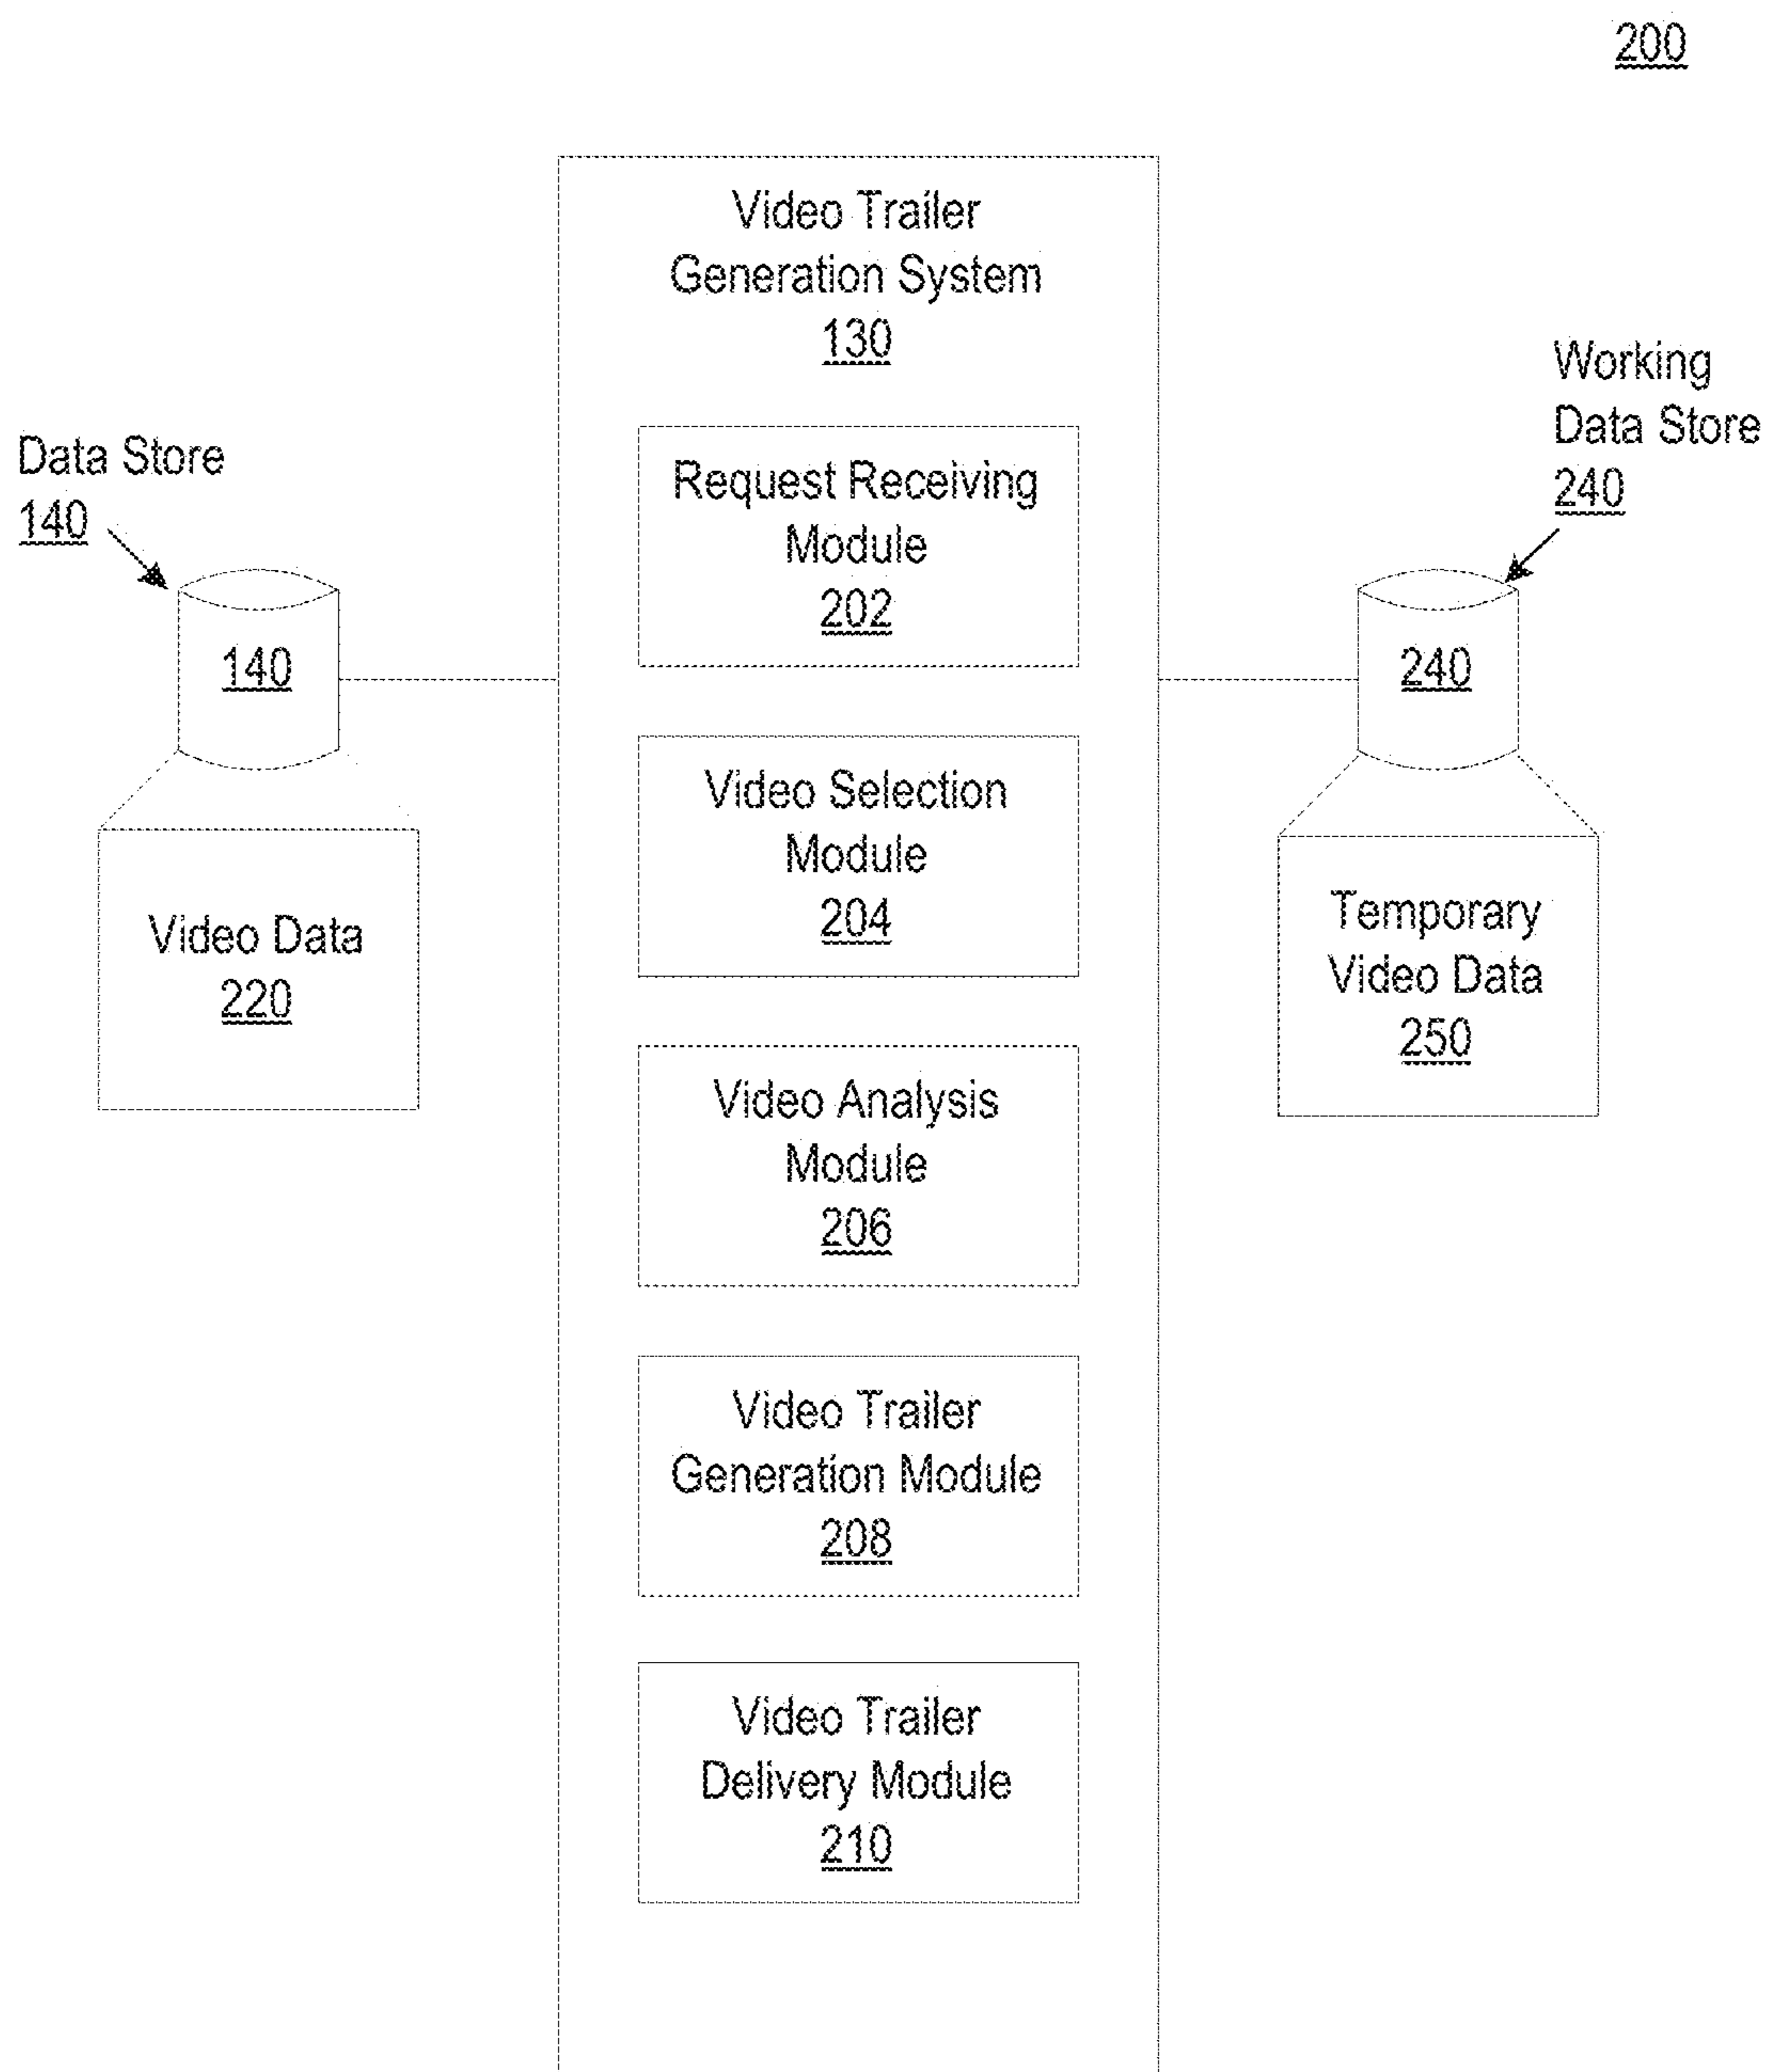 200
Video Trailer
Generation System
130
Data Store
140
140
Video Data
220
Request Receiving
Module
202
Video Selection
Module
204
Video Analysis
Module
206
Video Trailer
Generation Module
208
Video Trailer
Delivery Module
210
Working
Data Store
240
240
Temporary
Video Data
250